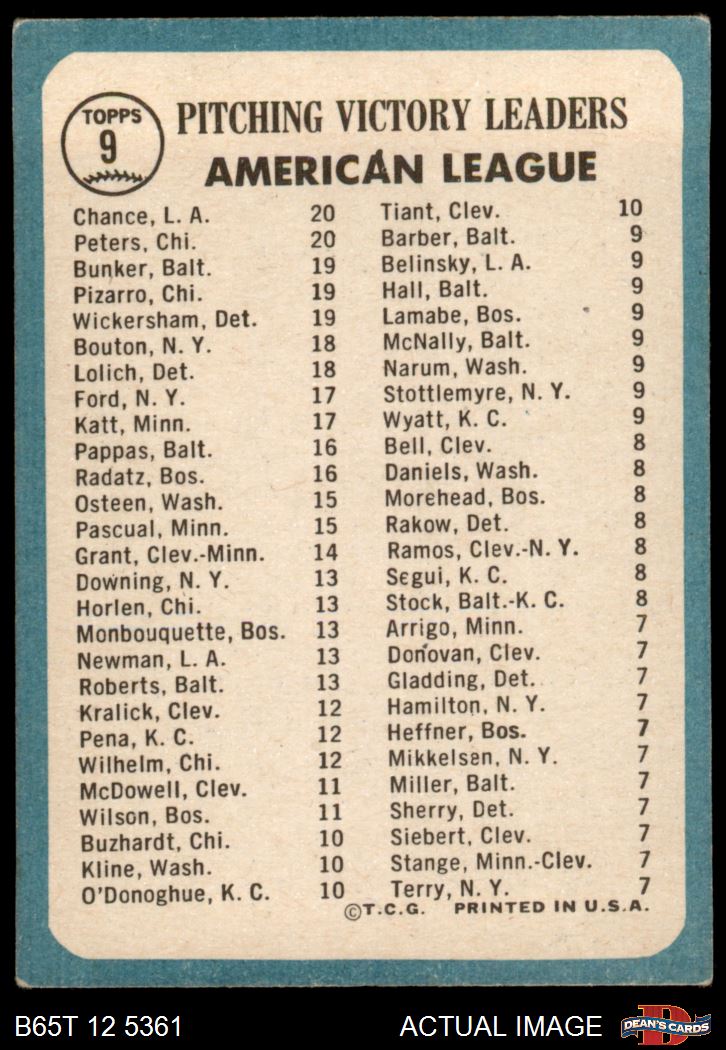 TOPPS
9
PITCHING VICTORY LEADERS
AMERICAN LEAGUE
Chance, L. A. 20
Peters, Chi. 20
Bunker, Balt. 19
Pizarro, Chi. 19
Wickersham, Det. 19
Bouton, N. Y. 18
Lolich, Det. 18
Ford, N. Y. 17
Katt, Minn. 17
Pappas, Balt. 16
Radatz, Bos. 16
Osteen, Wash. 15
Pascual, Minn. 15
Grant, Clev.-Minn. 14
Downing, N. Y. 13
Horlen, Chi. 13
Monbouquette, Bos. 13
Newman, L. A. 13
Roberts, Balt. 13
Kralick, Clev. 12
Pena, K. C. 12
Wilhelm, Chi. 12
McDowell, Clev. 11
Wilson, Bos. 11
Buzhardt, Chi. 10
Kline, Wash. 10
O'Donoghue, K. C. 10
Tiant, Clev. 10
Barber, Balt. 9
Belinsky, L. A. 9
Hall, Balt. 9
Lamabe, Bos. 9
McNally, Balt. 9
Narum, Wash. 9
Stottlemyre, N. Y. 9
Wyatt, K. C. 9
Bell, Clev. 8
Daniels, Wash. 8
Morehead, Bos. 8
Rakow, Det. 8
Ramos, Clev.-N. Y. 8
Segui, K. C. 8
Stock, Balt.-K. C. 8
Arrigo, Minn. 7
Donovan, Clev. 7
Gladding, Det. 7
Hamilton, N. Y. 7
Heffner, Bos. 7
Mikkelsen, N. Y. 7
Miller, Balt. 7
Sherry, Det. 7
Siebert, Clev. 7
Stange, Minn.-Clev. 7
Terry, N. Y. 7
©T.C.G. PRINTED IN U.S.A.
B65T 12 5361
ACTUAL IMAGE
DEAN'S CARDS